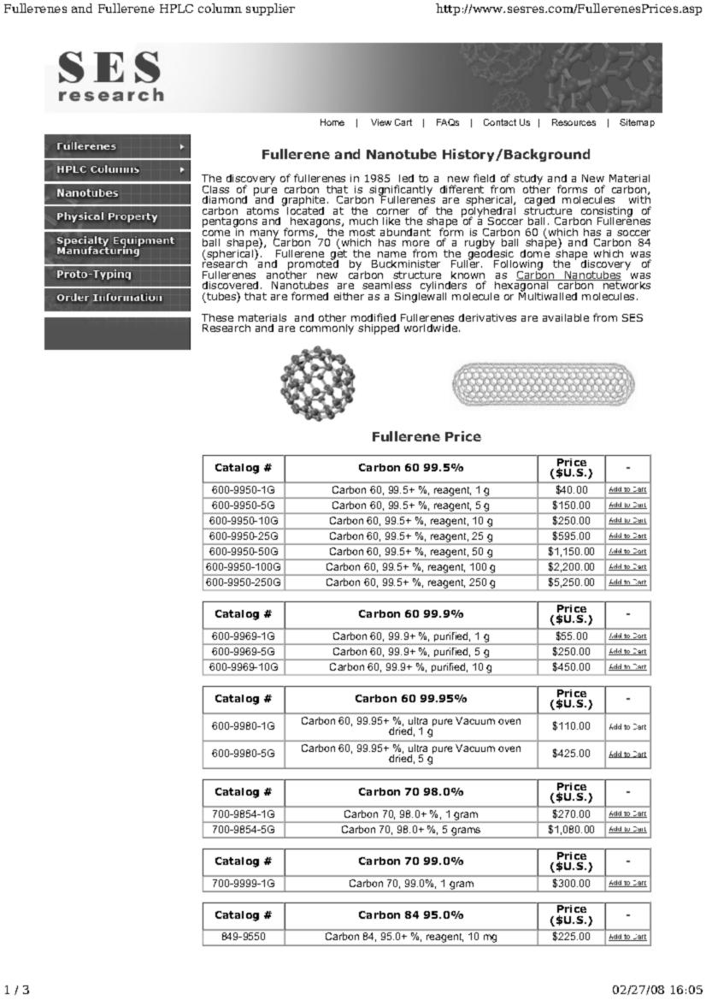 Fullerenes and Fullerene HPLC column supplier
http://www.sesres.com/FullerenesPrices.asp
SES
research
Home | View Cart | FAQs | Contact Us | Resources | Sitemap
Fullerenes
HPLC Columns
Nanotubes
Physical Property
Specialty Equipment
Manufacturing
Proto-Typing
Order Information
Fullerene and Nanotube History/Background
The discovery of fullerenes in 1985 led to a new field of study and a New Material
Class of pure carbon that is significantly different from other forms of carbon,
diamond and graphite. Carbon Fullerenes are spherical, caged molecules with
carbon atoms located at the corner of the polyhedral structure consisting of
pentagons and hexagons, much like the shape of a Soccer ball. Carbon Fullerenes
come in many forms, the most abundant form is Carbon 60 (which has a soccer
ball shape), Carbon 70 (which has more of a rugby ball shape) and Carbon 84
(spherical). Fullerene get the name from the geodesic dome shape which was
research and promoted by Buckminister Fuller. Following the discovery of
Fullerenes another new carbon structure known as Carbon Nanotubes was
discovered. Nanotubes are seamless cylinders of hexagonal carbon networks
(tubes) that are formed either as a Singlewall molecule or Multiwalled molecules.
These materials and other modified Fullerenes derivatives are available from SES
Research and are commonly shipped worldwide.
Fullerene Price
Catalog # Carbon 60 99.5% Price ($U.S.) -
600-9950-1G Carbon 60, 99.5+ %, reagent, 1 g $40.00 Add to Cart
600-9950-5G Carbon 60, 99.5+ %, reagent, 5 g $150.00 Add to Cart
600-9950-10G Carbon 60, 99.5+ %, reagent, 10 g $250.00 Add to Cart
600-9950-25G Carbon 60, 99.5+ %, reagent, 25 g $595.00 Add to Cart
600-9950-50G Carbon 60, 99.5+ %, reagent, 50 g $1,150.00 Add to Cart
600-9950-100G Carbon 60, 99.5+ %, reagent, 100 g $2,200.00 Add to Cart
600-9950-250G Carbon 60, 99.5+ %, reagent, 250 g $5,250.00 Add to Cart
Catalog # Carbon 60 99.9% Price ($U.S.) -
600-9969-1G Carbon 60, 99.9+ %, purified, 1 g $55.00 Add to Cart
600-9969-5G Carbon 60, 99.9+ %, purified, 5 g $250.00 Add to Cart
600-9969-10G Carbon 60, 99.9+ %, purified, 10 g $450.00 Add to Cart
Catalog # Carbon 60 99.95% Price ($U.S.) -
600-9980-1G Carbon 60, 99.95+ %, ultra pure Vacuum oven dried, 1 g $110.00 Add to Cart
600-9980-5G Carbon 60, 99.95+ %, ultra pure Vacuum oven dried, 5 g $425.00 Add to Cart
Catalog # Carbon 70 98.0% Price ($U.S.) -
700-9854-1G Carbon 70, 98.0+ %, 1 gram $270.00 Add to Cart
700-9854-5G Carbon 70, 98.0+ %, 5 grams $1,080.00 Add to Cart
Catalog # Carbon 70 99.0% Price ($U.S.) -
700-9999-1G Carbon 70, 99.0%, 1 gram $300.00 Add to Cart
Catalog # Carbon 84 95.0% Price ($U.S.) -
849-9550 Carbon 84, 95.0+ %, reagent, 10 mg $225.00 Add to Cart
1 / 3
02/27/08 16:05